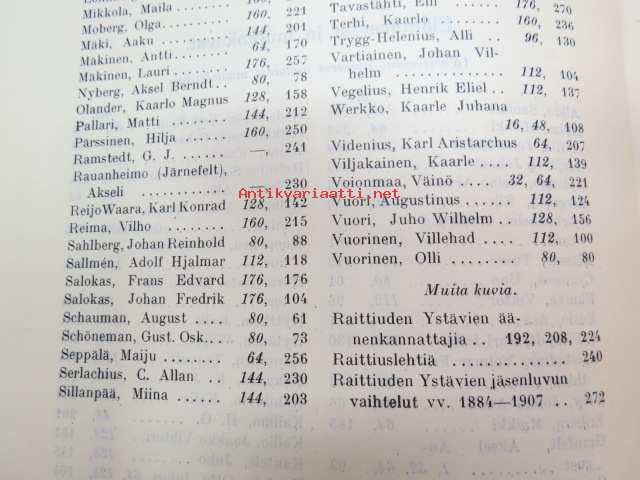 Mikkola, Maila ...... 160, 221
Moberg, Olga ........ 144, 201
Mäki, Aaku ........ 64, 170
Mäkinen, Antti ...... 176, 257
Mäkinen, Lauri ..... 80, 78
Nyberg, Aksel Berndt .. 128, 158
Olander, Kaarlo Magnus 144, 212
Pallari, Matti ....... 160, 250
Pärssinen, Hilja ..... —, 241
Ramstedt, G. J. .......
Rauanheimo (Järnefelt),
Akseli ............. —, 230
ReijoWaara, Karl Konrad 128, 142
Reima, Vilho ........ 160, 215
Sahlberg, Johan Reinhold 80, 88
Sallmén, Adolf Hjalmar 112, 118
Salokas, Frans Edvard 176, 176
Salokas, Johan Fredrik 176, 104
Schauman, August .... 80, 61
Schöneman, Gust. Osk.. 80, 73
Seppälä, Maiju ....... 64, 256
Serlachius, C. Allan .. 144, 230
Sillanpää, Miina ..... 144, 203
Tavastähti, Elli ..... 176, 270
Terhi, Kaarlo ....... 160, 236
Trygg-Helenius, Alli .. 96, 130
Vartiainen, Johan Vil-
helm .............. 112, 104
Vegelius, Henrik Eliel .. 112, 137
Werkko, Kaarle Juhana
16, 48, 108
Videnius, Karl Aristarchus 64, 207
Viljakainen, Kaarle .... 112, 139
Voionmaa, Väinö .. 32, 64, 221
Vuori, Augustinus ..... 112, 124
Vuori, Juho Wilhelm .. 128, 156
Vuorinen, Villehad .... 112, 100
Vuorinen, Olli ........ 80, 80
Muita kuvia.
Raittiuden Ystävien ää-
nenkannattajia .. 192, 208, 224
Raittiuslehtiä ............ 240
Raittiuden Ystävien jäsenluvun
vaihtelut vv. 1884—1907 .. 272
Antikvariaatti.net